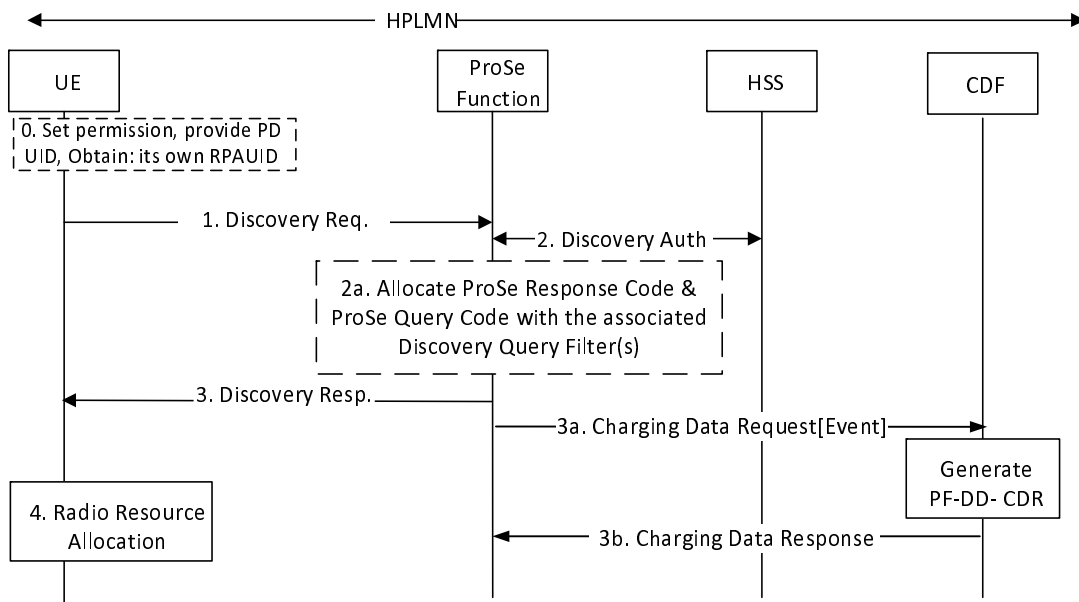 HPLMN
UE
ProSe
Function
HSS
CDF
0. Set permission, provide PD
UID, Obtain: its own RPAUID
1. Discovery Req.
2. Discovery Auth
2a. Allocate ProSe Response Code &
ProSe Query Code with the associated
Discovery Query Filter(s)
3. Discovery Resp.
3a. Charging Data Request[Event]
Generate
PF-DD- CDR
4. Radio Resource
Allocation
3b. Charging Data Response